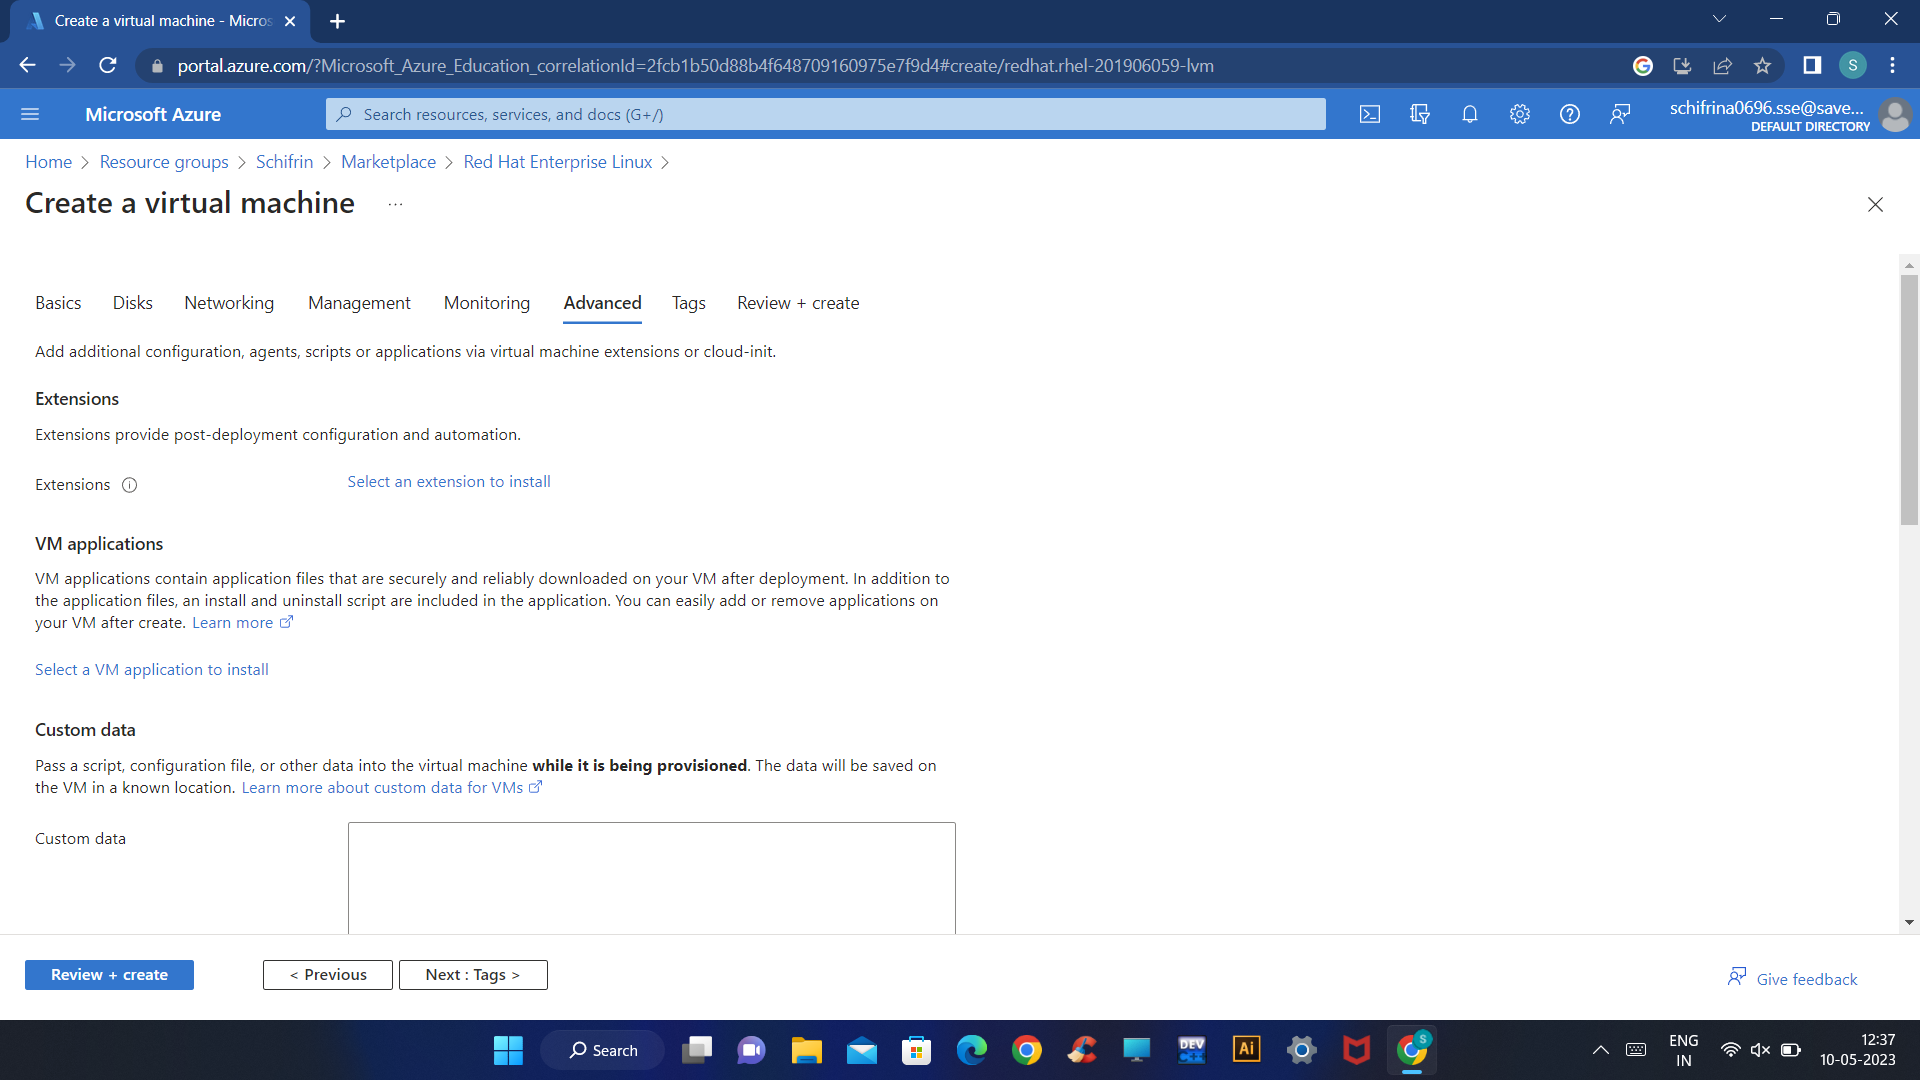 Create a virtual machine - Micros
portal.azure.com/?Microsoft_Azure_Education_correlationId=2fcb1b50d88b4f648709160975e7f9d4#create/redhat.rhel-201906059-lvm
S
Microsoft Azure
Search resources, services, and docs (G+/)
schifrina0696.sse@save...
DEFAULT DIRECTORY
Home > Resource groups > Schifrin > Marketplace > Red Hat Enterprise Linux >
Create a virtual machine ...
Basics Disks Networking Management Monitoring Advanced Tags Review + create
Add additional configuration, agents, scripts or applications via virtual machine extensions or cloud-init.
Extensions
Extensions provide post-deployment configuration and automation.
Extensions Select an extension to install
VM applications
VM applications contain application files that are securely and reliably downloaded on your VM after deployment. In addition to
the application files, an install and uninstall script are included in the application. You can easily add or remove applications on
your VM after create. Learn more
Select a VM application to install
Custom data
Pass a script, configuration file, or other data into the virtual machine while it is being provisioned. The data will be saved on
the VM in a known location. Learn more about custom data for VMs
Custom data
Review + create < Previous Next : Tags >
Give feedback
Search
DEV
C++
Ai
S
ENG
IN
12:37
10-05-2023